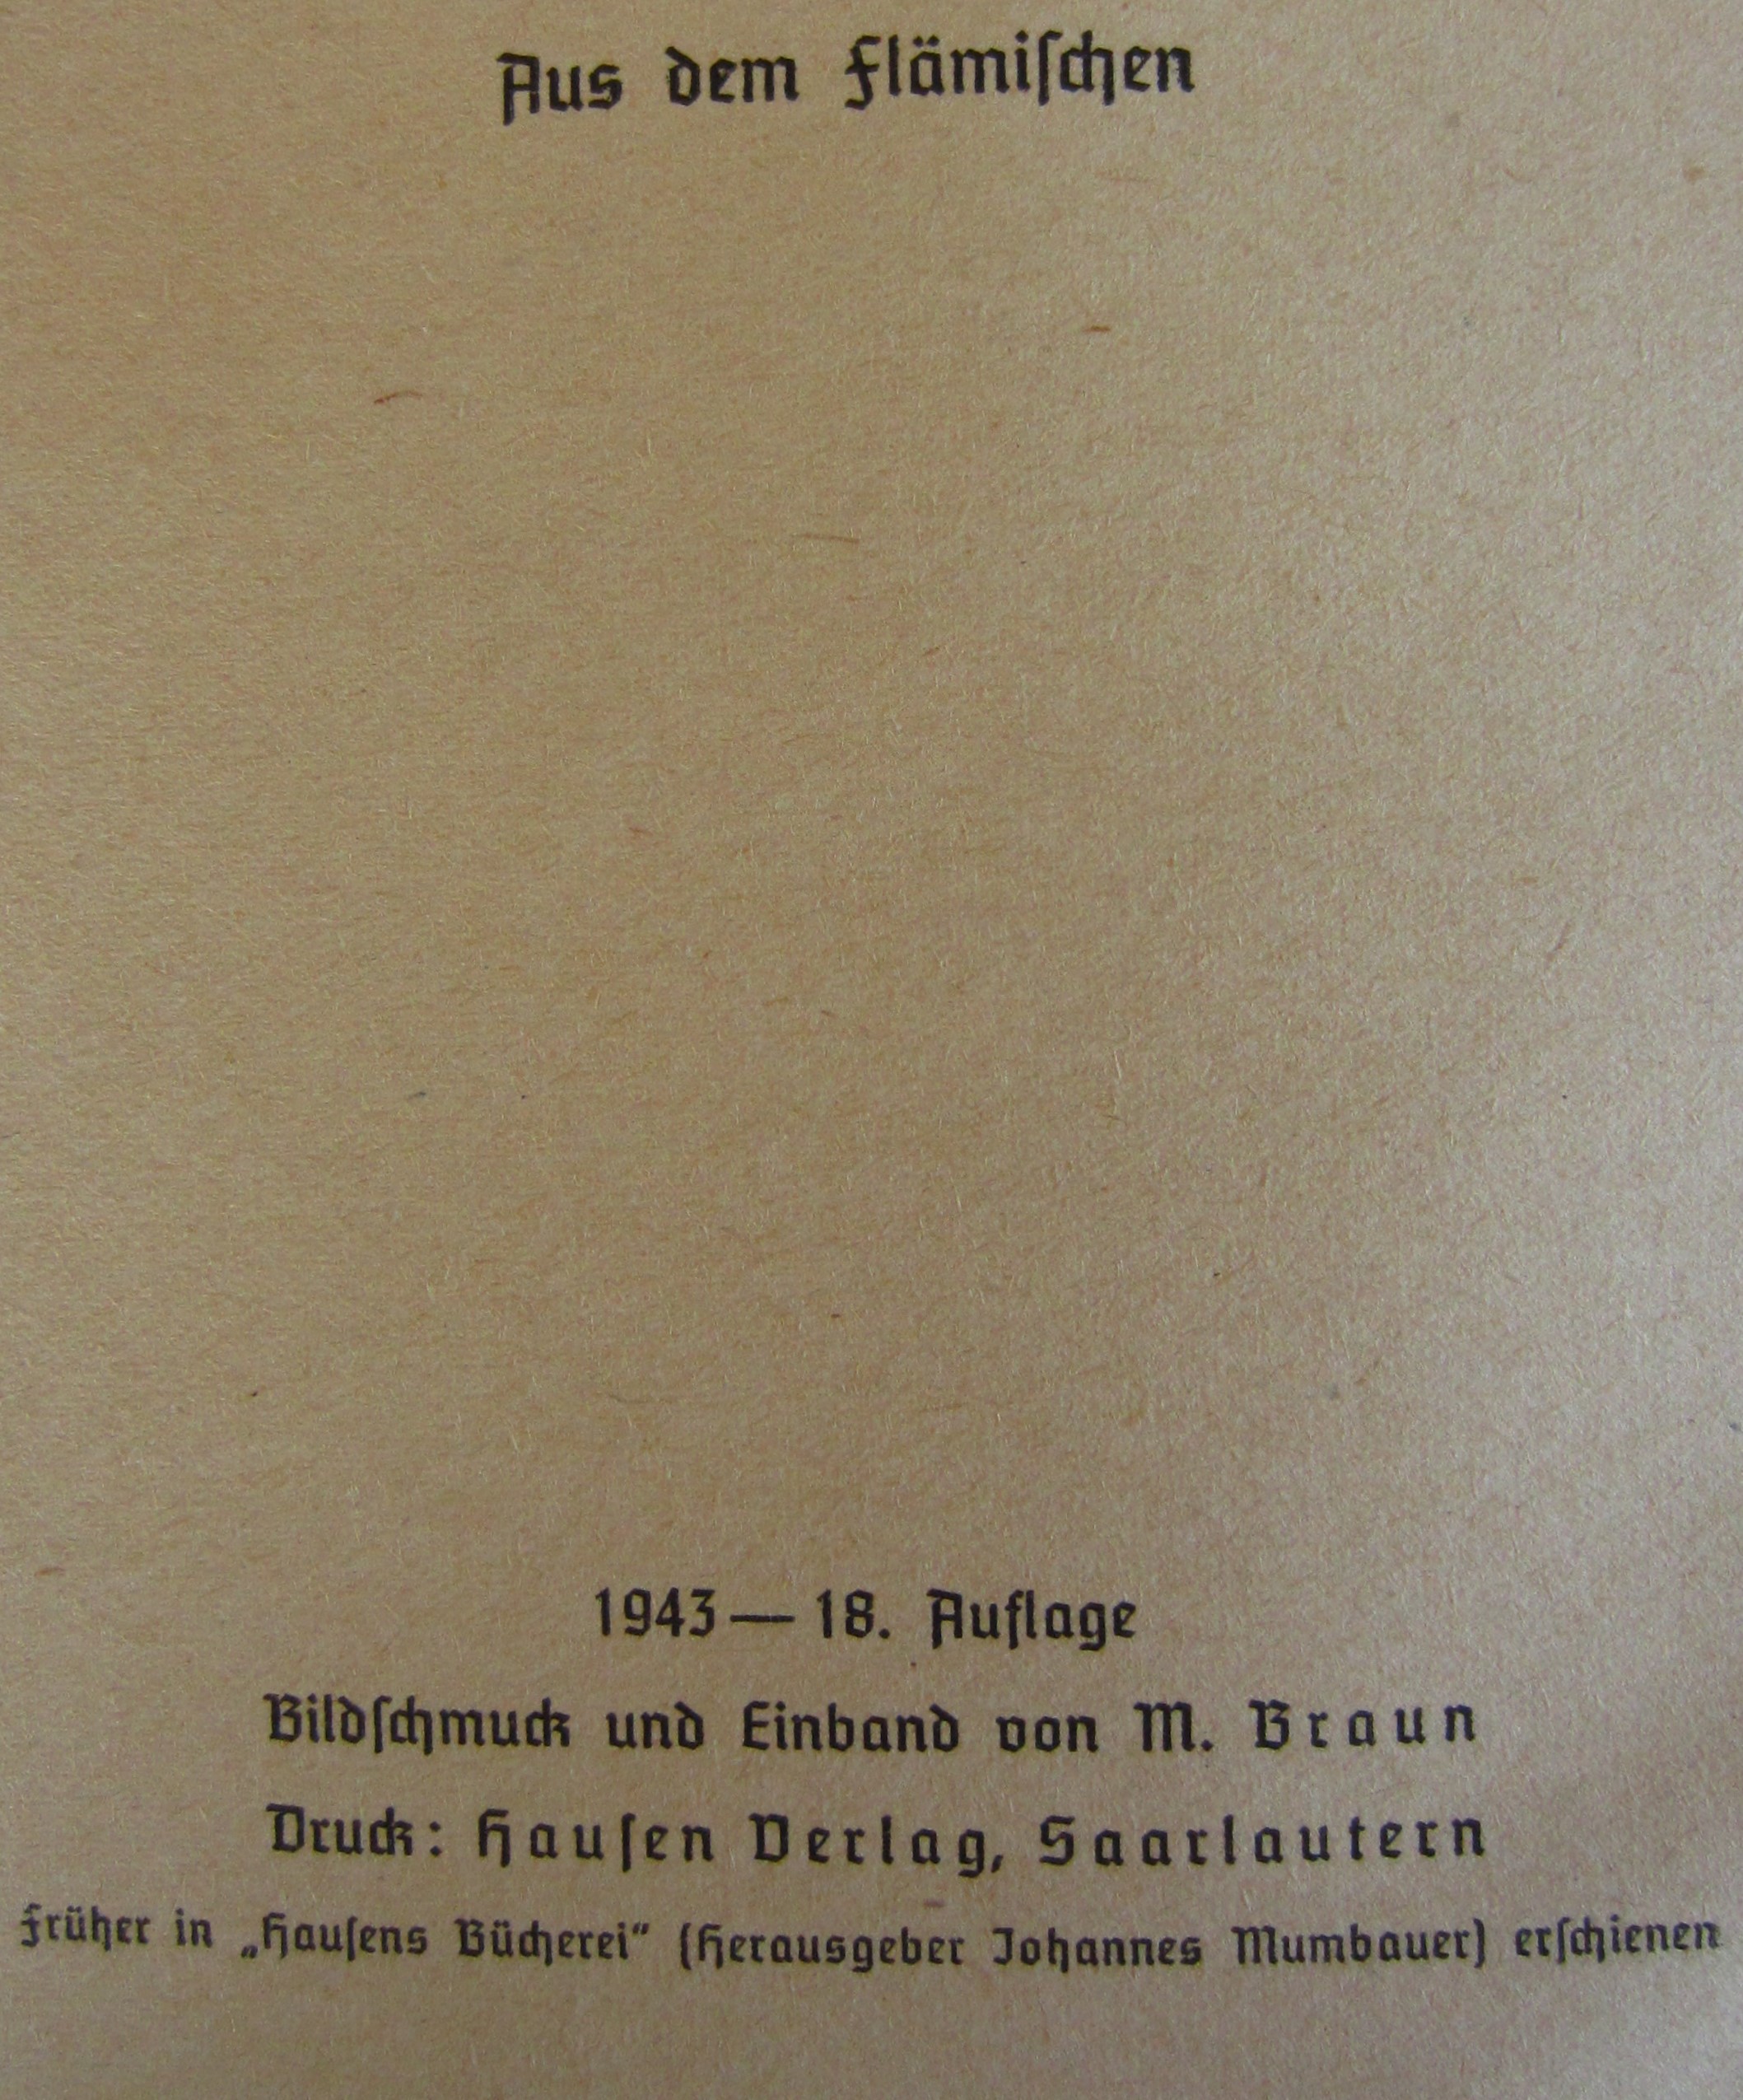 Aus dem Flämiſchen
1943 — 18. Auflage
Bildſchmuck und Einband von M. Braun
Druck: Hauſen Verlag, Saarlautern
Früher in „Hauſens Bücherei“ (Herausgeber Johannes Mumbauer) erſchienen